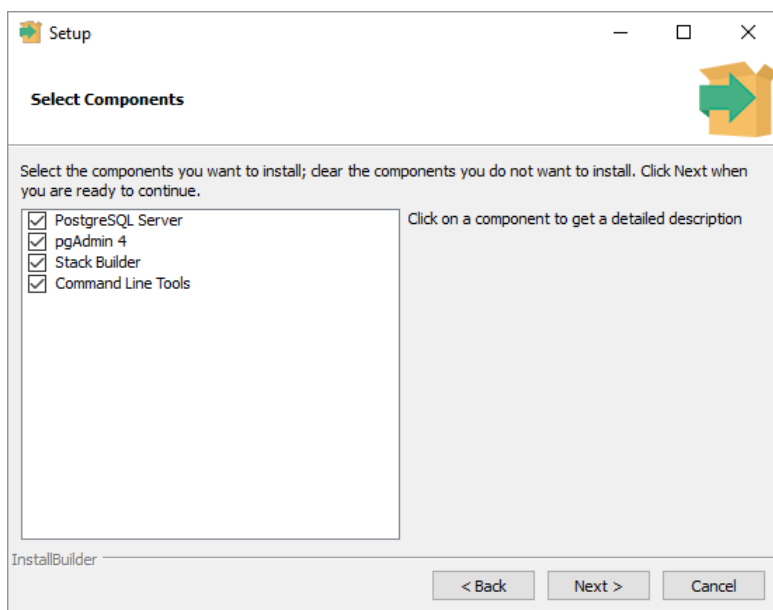 Setup
Select Components
Select the components you want to install; clear the components you do not want to install. Click Next when
you are ready to continue.
PostgreSQL Server
pgAdmin 4
Stack Builder
Command Line Tools
Click on a component to get a detailed description
InstallBuilder
< Back
Next >
Cancel